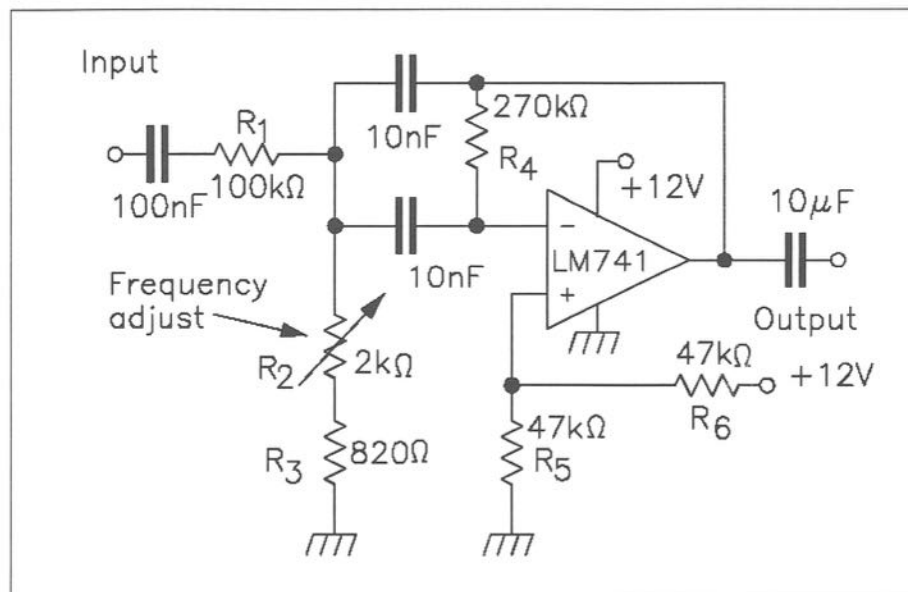 Input
R1
100kΩ
100nF
10nF
270kΩ
R4
10nF
+12V
LM741
−
+
10μF
Output
Frequency
adjust
R2
2kΩ
R3
820Ω
47kΩ
R5
47kΩ
R6
+12V